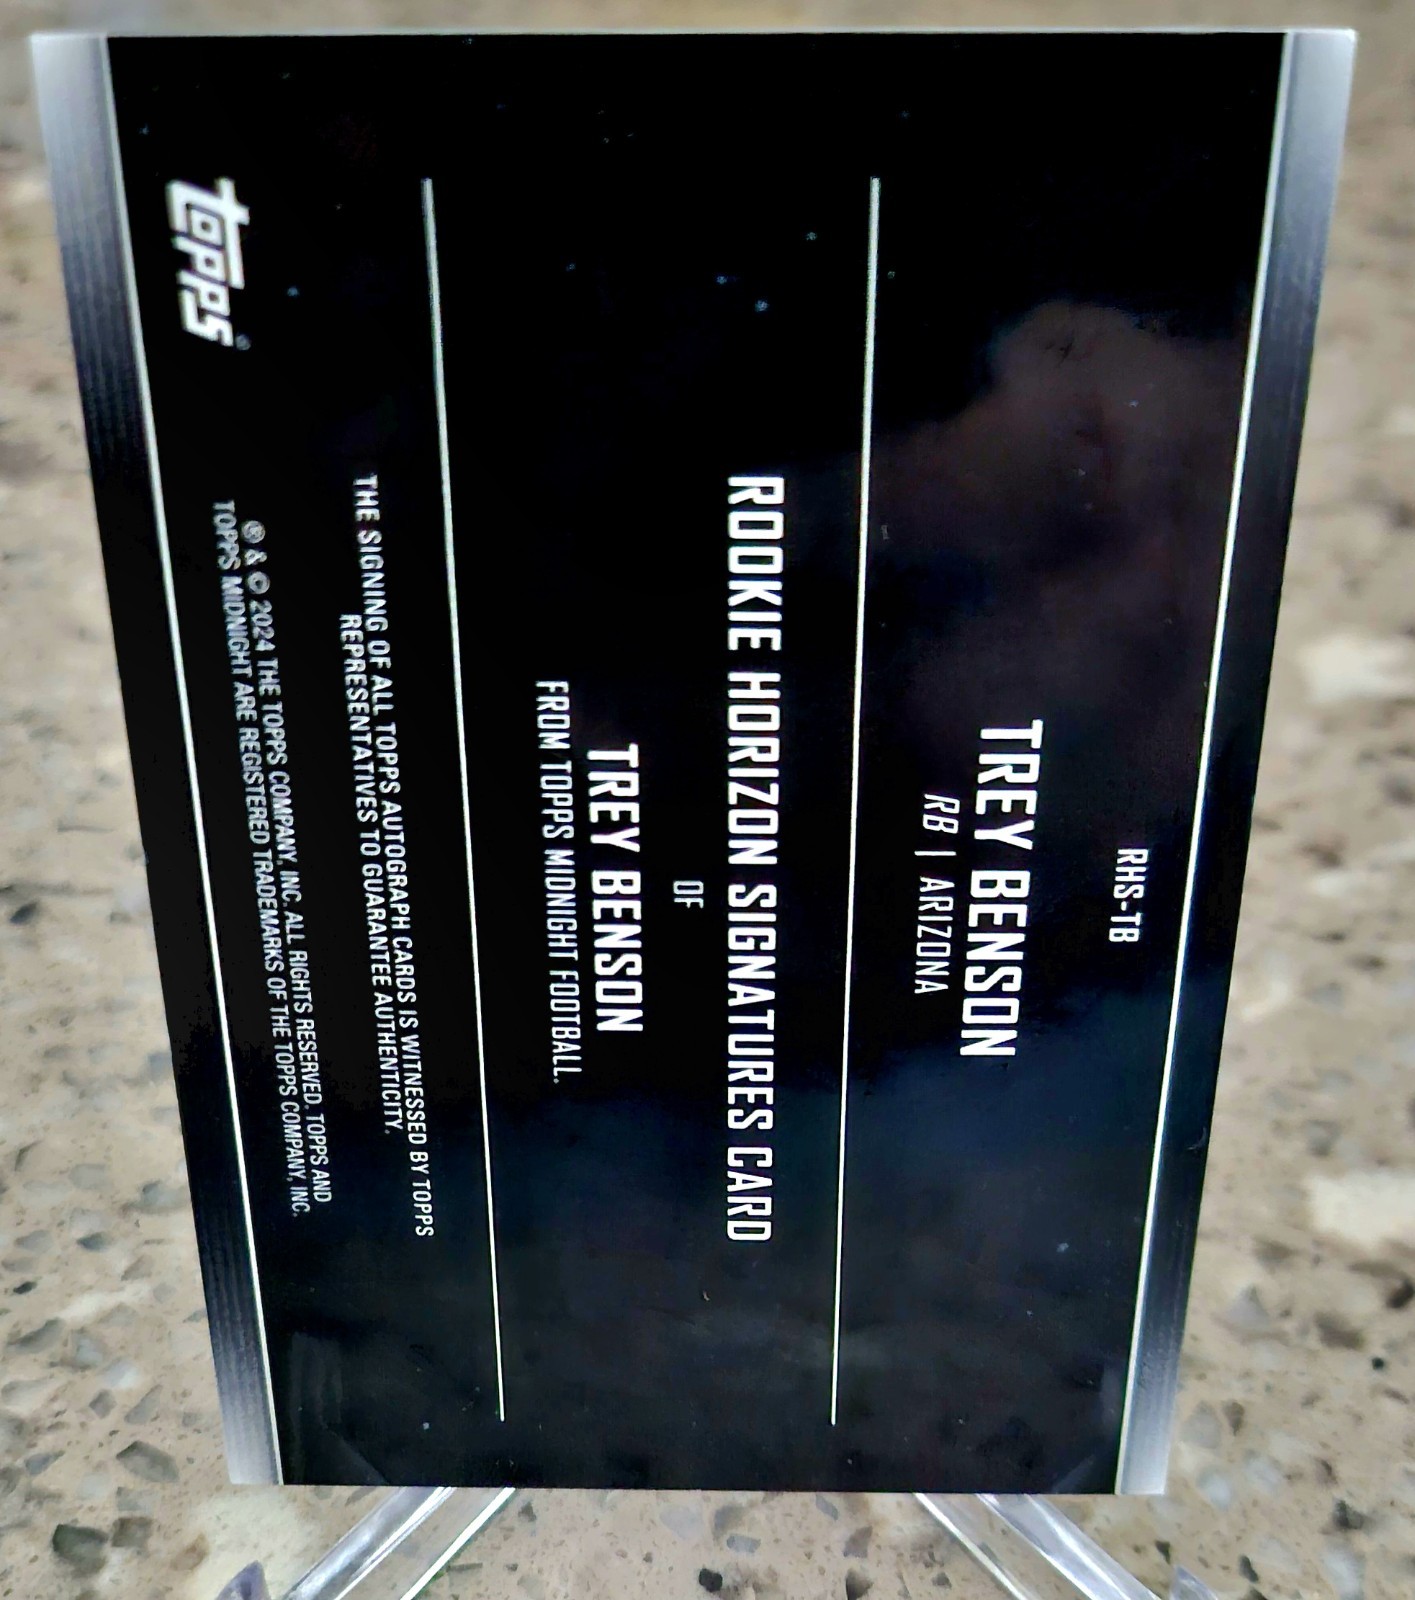 RHS-TB
TREY BENSON
RB | ARIZONA
ROOKIE HORIZON SIGNATURES CARD
OF
TREY BENSON
FROM TOPPS MIDNIGHT FOOTBALL.
THE SIGNING OF ALL TOPPS AUTOGRAPH CARDS IS WITNESSED BY TOPPS
REPRESENTATIVES TO GUARANTEE AUTHENTICITY.
topps®
® & © 2024 THE TOPPS COMPANY, INC. ALL RIGHTS RESERVED. TOPPS AND
TOPPS MIDNIGHT ARE REGISTERED TRADEMARKS OF THE TOPPS COMPANY, INC.